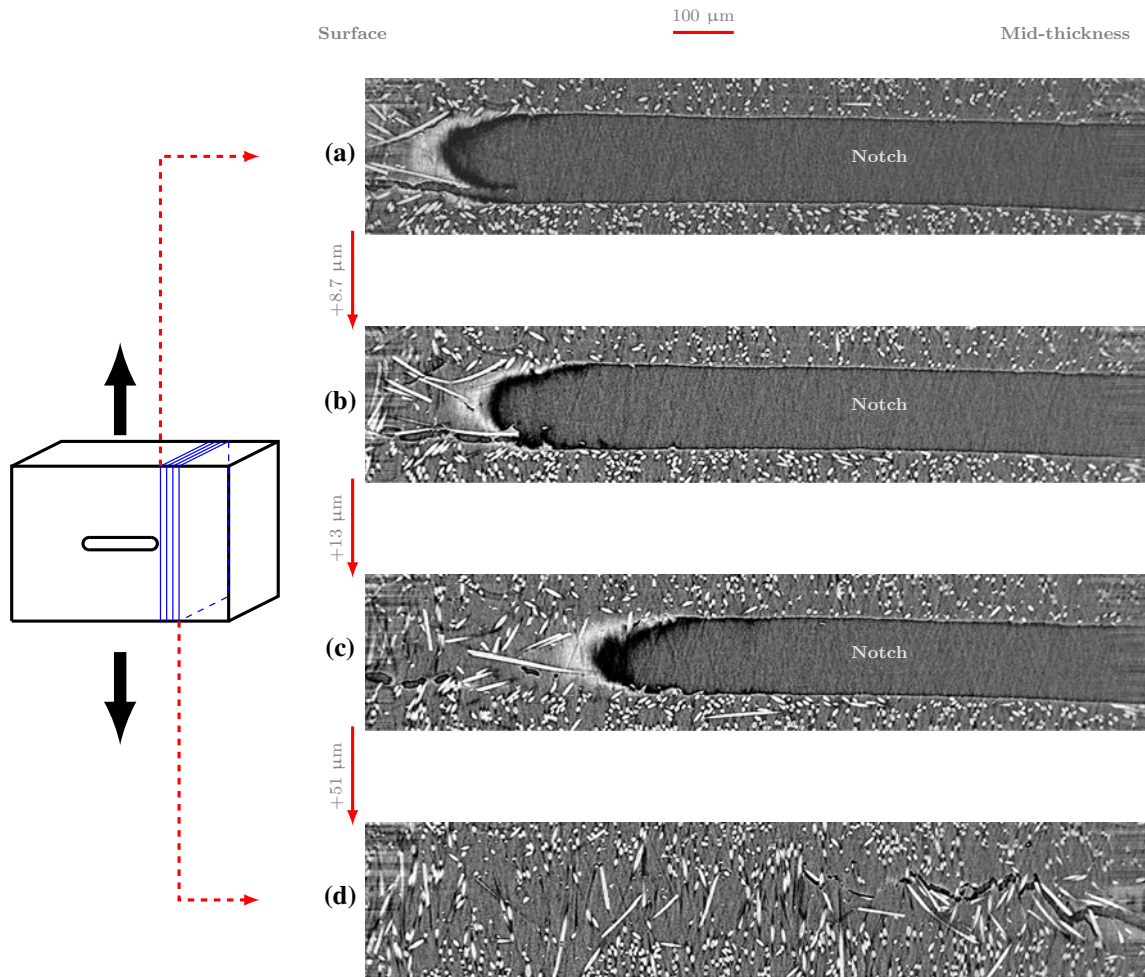 100 μm
Surface
Mid-thickness
(a)
Notch
+8.7 μm
(b)
Notch
+13 μm
(c)
Notch
+51 μm
(d)